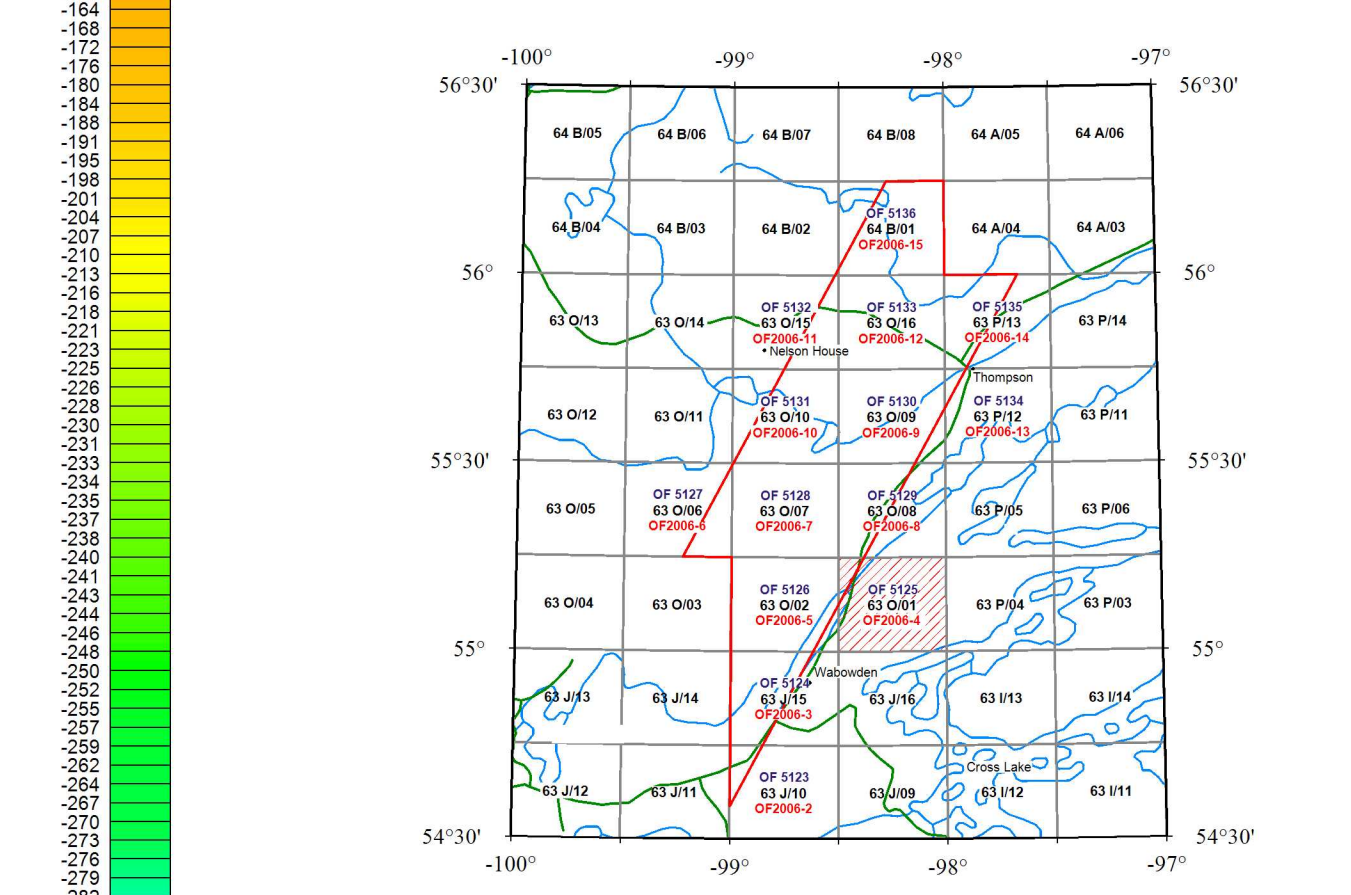 -164
-168
-172
-176
-180
-184
-188
-191
-195
-198
-201
-204
-207
-210
-213
-216
-218
-221
-223
-225
-226
-228
-230
-231
-233
-234
-235
-237
-238
-240
-241
-243
-244
-246
-248
-250
-252
-255
-257
-259
-262
-264
-267
-270
-273
-276
-279
-100° -99° -98° -97°
56°30' 56°30'
64 B/05 64 B/06 64 B/07 64 B/08 64 A/05 64 A/06
OF 5136
64 B/04 64 B/03 64 B/02 64 B/01 64 A/04 64 A/03
OF2006-15
56° 56°
OF 5132 OF 5133 OF 5135
63 O/13 63 O/14 63 O/15 63 O/16 63 P/13 63 P/14
OF2006-11 OF2006-12 OF2006-14
Nelson House
Thompson
OF 5131 OF 5130 OF 5134
63 O/12 63 O/11 63 O/10 63 O/09 63 P/12 63 P/11
OF2006-10 OF2006-9 OF2006-13
55°30' 55°30'
OF 5127 OF 5128 OF 5129
63 O/05 63 O/06 63 O/07 63 O/08 63 P/05 63 P/06
OF2006-6 OF2006-7 OF2006-8
OF 5126 OF 5125
63 O/04 63 O/03 63 O/02 63 O/01 63 P/04 63 P/03
OF2006-5 OF2006-4
55° 55°
Wabowden
OF 5124
63 J/13 63 J/14 63 J/15 63 J/16 63 I/13 63 I/14
OF2006-3
Cross Lake
OF 5123
63 J/12 63 J/11 63 J/10 63 J/09 63 I/12 63 I/11
OF2006-2
54°30' 54°30'
-100° -99° -98° -97°